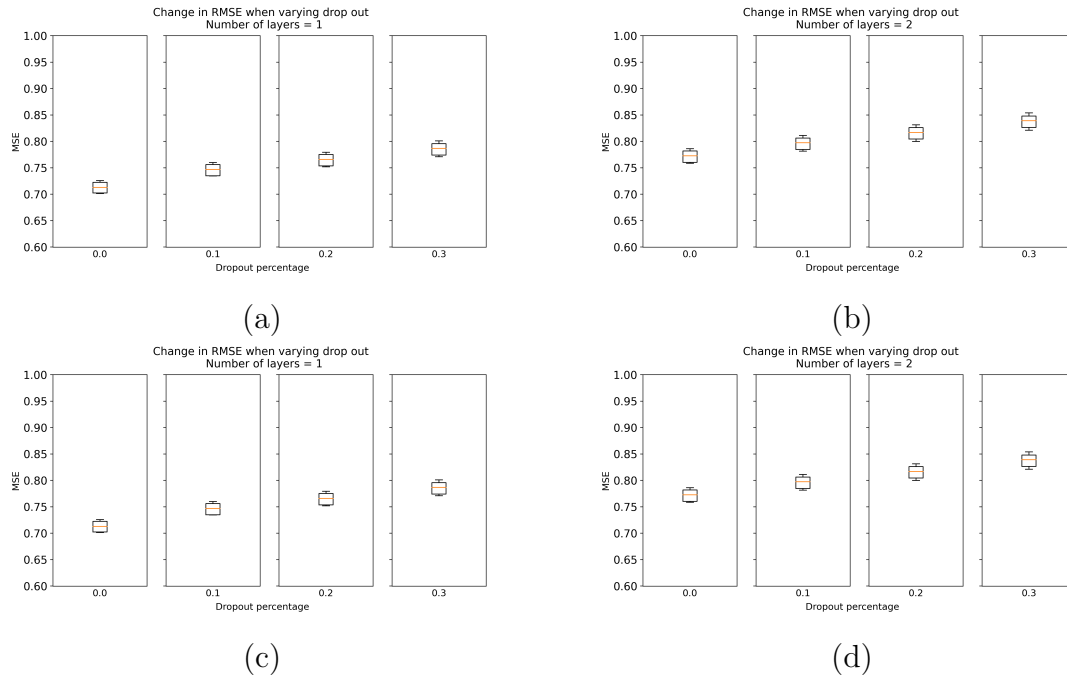 Change in RMSE when varying drop out
Number of layers = 1
1.00
0.95
0.90
0.85
0.80
0.75
0.70
0.65
0.60
MSE
0.0
0.1
0.2
0.3
Dropout percentage
(a)
Change in RMSE when varying drop out
Number of layers = 2
1.00
0.95
0.90
0.85
0.80
0.75
0.70
0.65
0.60
MSE
0.0
0.1
0.2
0.3
Dropout percentage
(b)
Change in RMSE when varying drop out
Number of layers = 1
1.00
0.95
0.90
0.85
0.80
0.75
0.70
0.65
0.60
MSE
0.0
0.1
0.2
0.3
Dropout percentage
(c)
Change in RMSE when varying drop out
Number of layers = 2
1.00
0.95
0.90
0.85
0.80
0.75
0.70
0.65
0.60
MSE
0.0
0.1
0.2
0.3
Dropout percentage
(d)